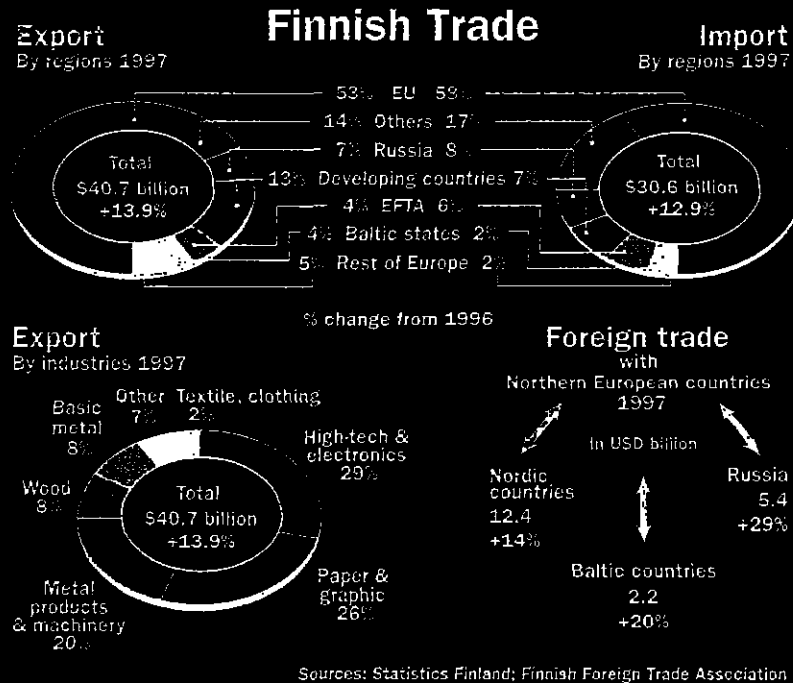 Finnish Trade
Export
By regions 1997
Import
By regions 1997
53% EU 59%
14% Others 17%
7% Russia 8
13% Developing countries 7%
4% EFTA 6%
4% Baltic states 2%
5% Rest of Europe 2%
Total
$40.7 billion
+13.9%
Total
$30.6 billion
+12.9%
% change from 1996
Export
By industries 1997
Other
7%
Textile, clothing
2%
Basic
metal
8%
High-tech &
electronics
29%
Wood
8%
Total
$40.7 billion
+13.9%
Metal
products
& machinery
20%
Paper &
graphic
26%
Foreign trade
with
Northern European countries
1997
In USD billion
Nordic
countries
12.4
+14%
Russia
5.4
+29%
Baltic countries
2.2
+20%
Sources: Statistics Finland; Finnish Foreign Trade Association